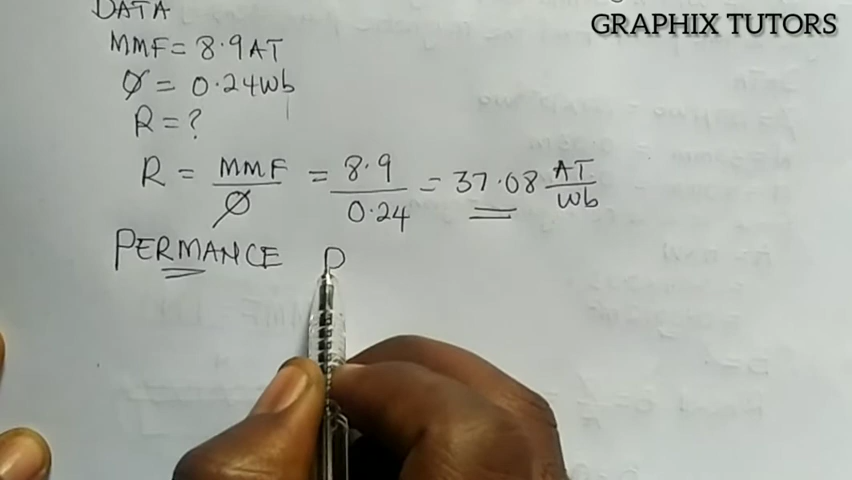 GRAPHIX TUTORS
DATA
MMF = 8.9AT
Ø = 0.24Wb
R = ?
R = MMF/Ø = 8.9/0.24 = 37.08 AT/Wb
PERMANCE P